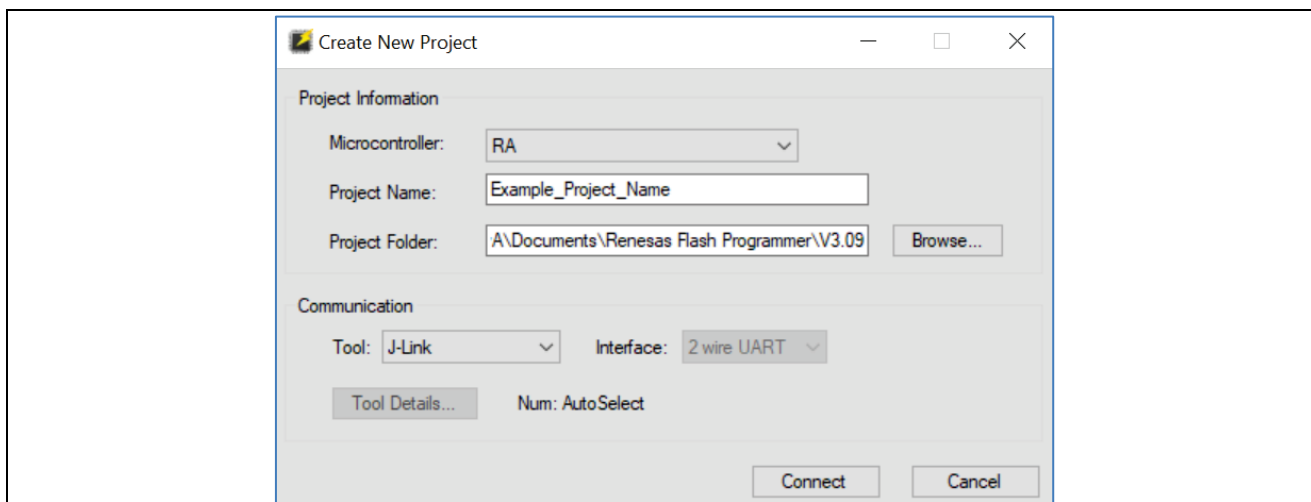 Create New Project
Project Information
Microcontroller: RA
Project Name: Example_Project_Name
Project Folder: A\Documents\Renesas Flash Programmer\V3.09 Browse...
Communication
Tool: J-Link Interface: 2 wire UART
Tool Details... Num: AutoSelect
Connect Cancel